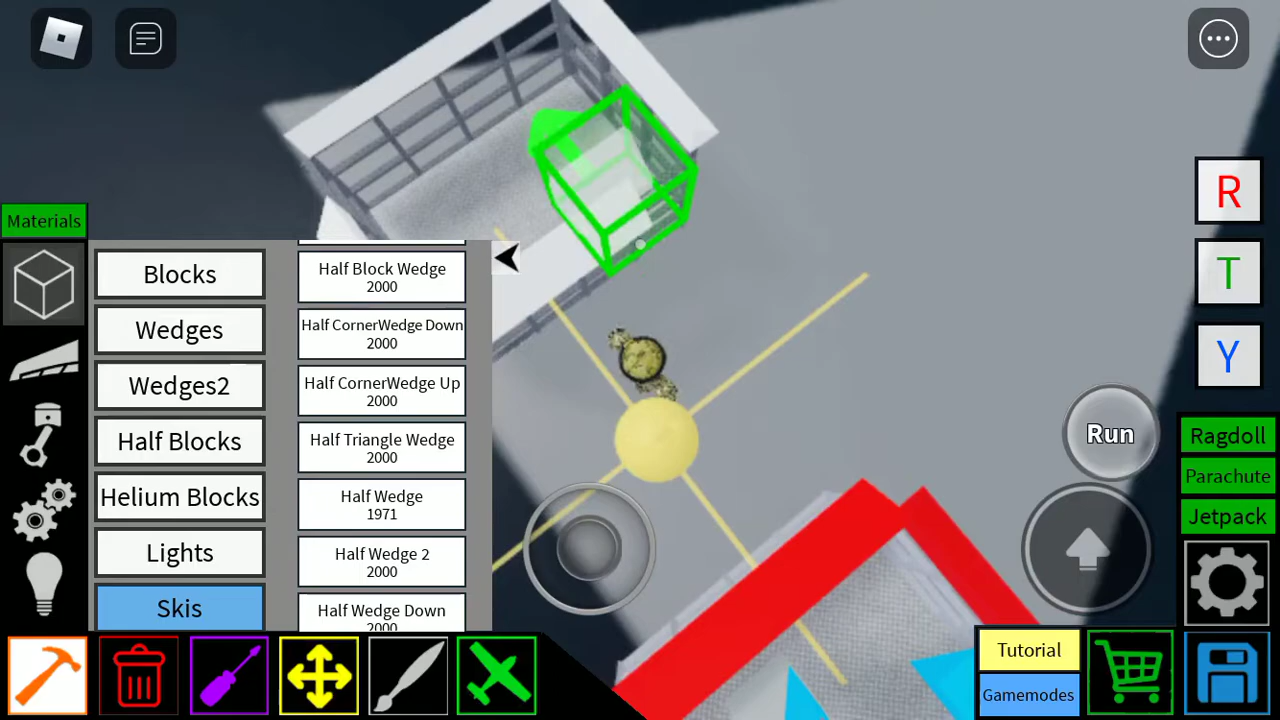 Materials
Blocks
Wedges
Wedges2
Half Blocks
Helium Blocks
Lights
Skis
Half Block Wedge
2000
Half CornerWedge Down
2000
Half CornerWedge Up
2000
Half Triangle Wedge
2000
Half Wedge
1971
Half Wedge 2
2000
Half Wedge Down
2000
R
T
Y
Run
Ragdoll
Parachute
Jetpack
Tutorial
Gamemodes